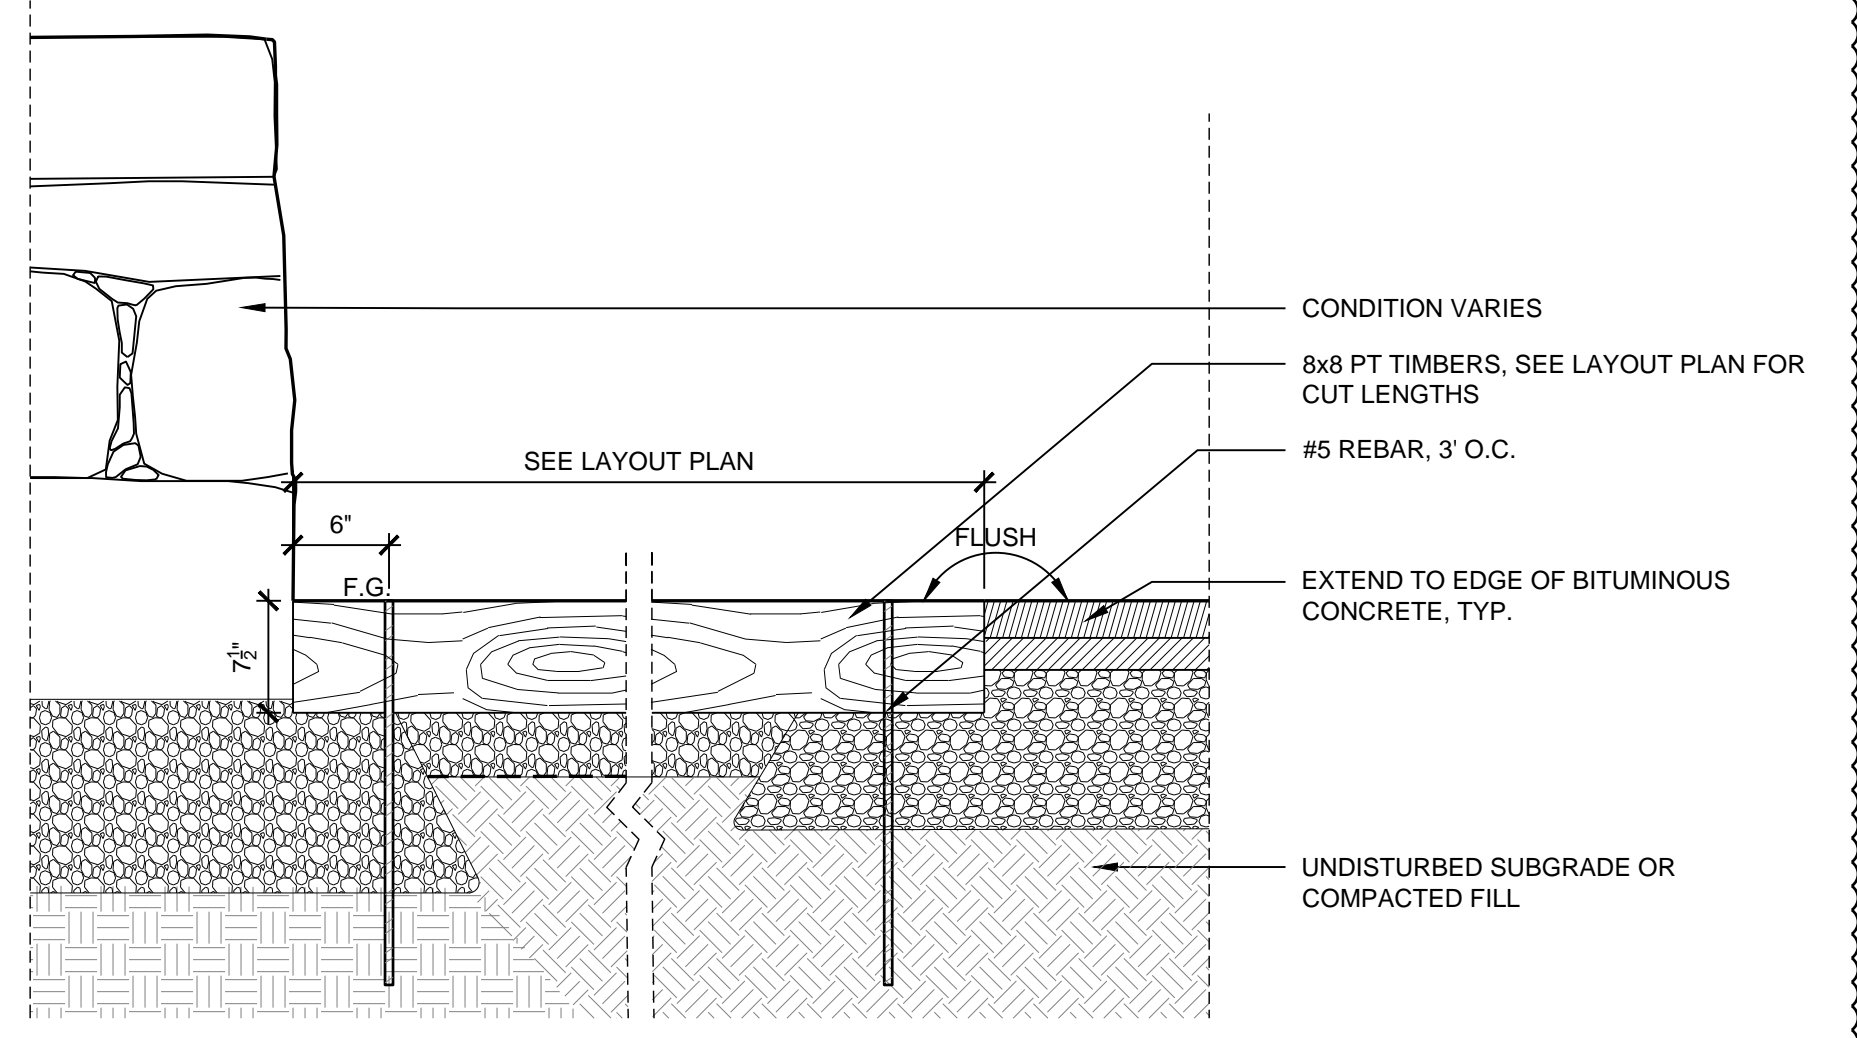 CONDITION VARIES
8x8 PT TIMBERS, SEE LAYOUT PLAN FOR
CUT LENGTHS
#5 REBAR, 3' O.C.
SEE LAYOUT PLAN
6"
FLUSH
F.G.
EXTEND TO EDGE OF BITUMINOUS
CONCRETE, TYP.
7½"
UNDISTURBED SUBGRADE OR
COMPACTED FILL